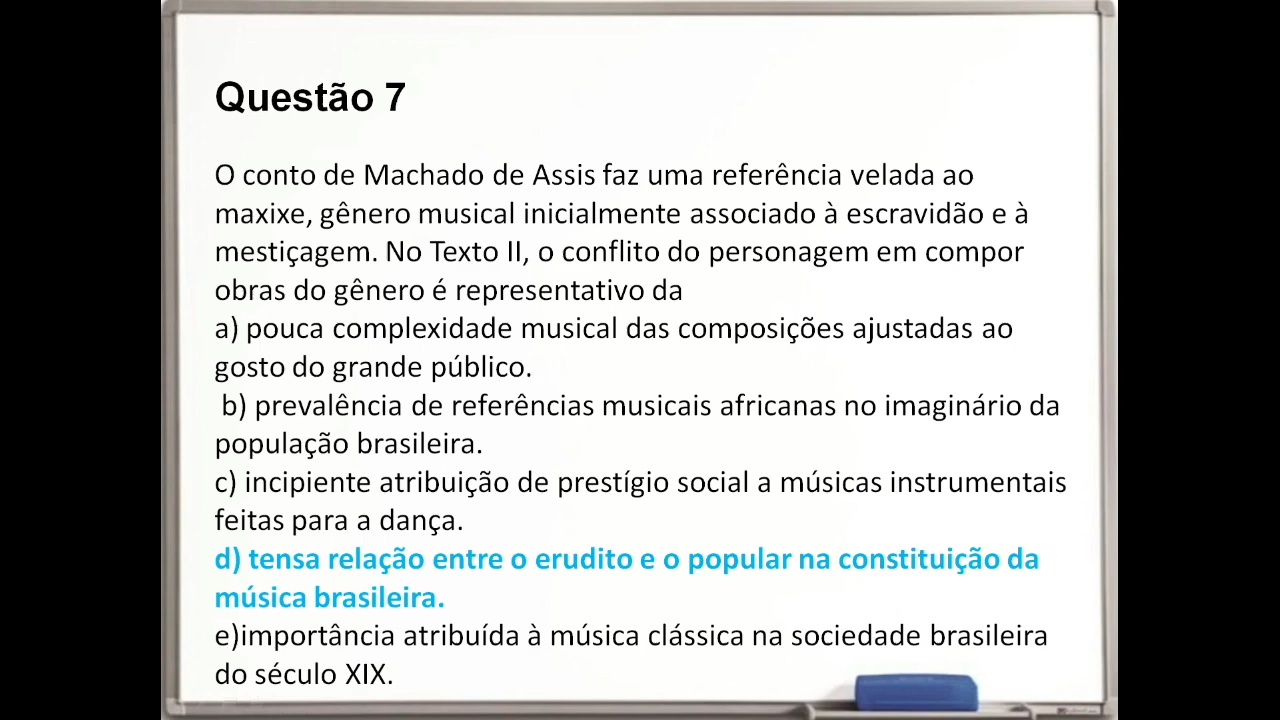 Questão 7
O conto de Machado de Assis faz uma referência velada ao
maxixe, gênero musical inicialmente associado à escravidão e à
mestiçagem. No Texto II, o conflito do personagem em compor
obras do gênero é representativo da
a) pouca complexidade musical das composições ajustadas ao
gosto do grande público.
b) prevalência de referências musicais africanas no imaginário da
população brasileira.
c) incipiente atribuição de prestígio social a músicas instrumentais
feitas para a dança.
d) tensa relação entre o erudito e o popular na constituição da
música brasileira.
e)importância atribuída à música clássica na sociedade brasileira
do século XIX.